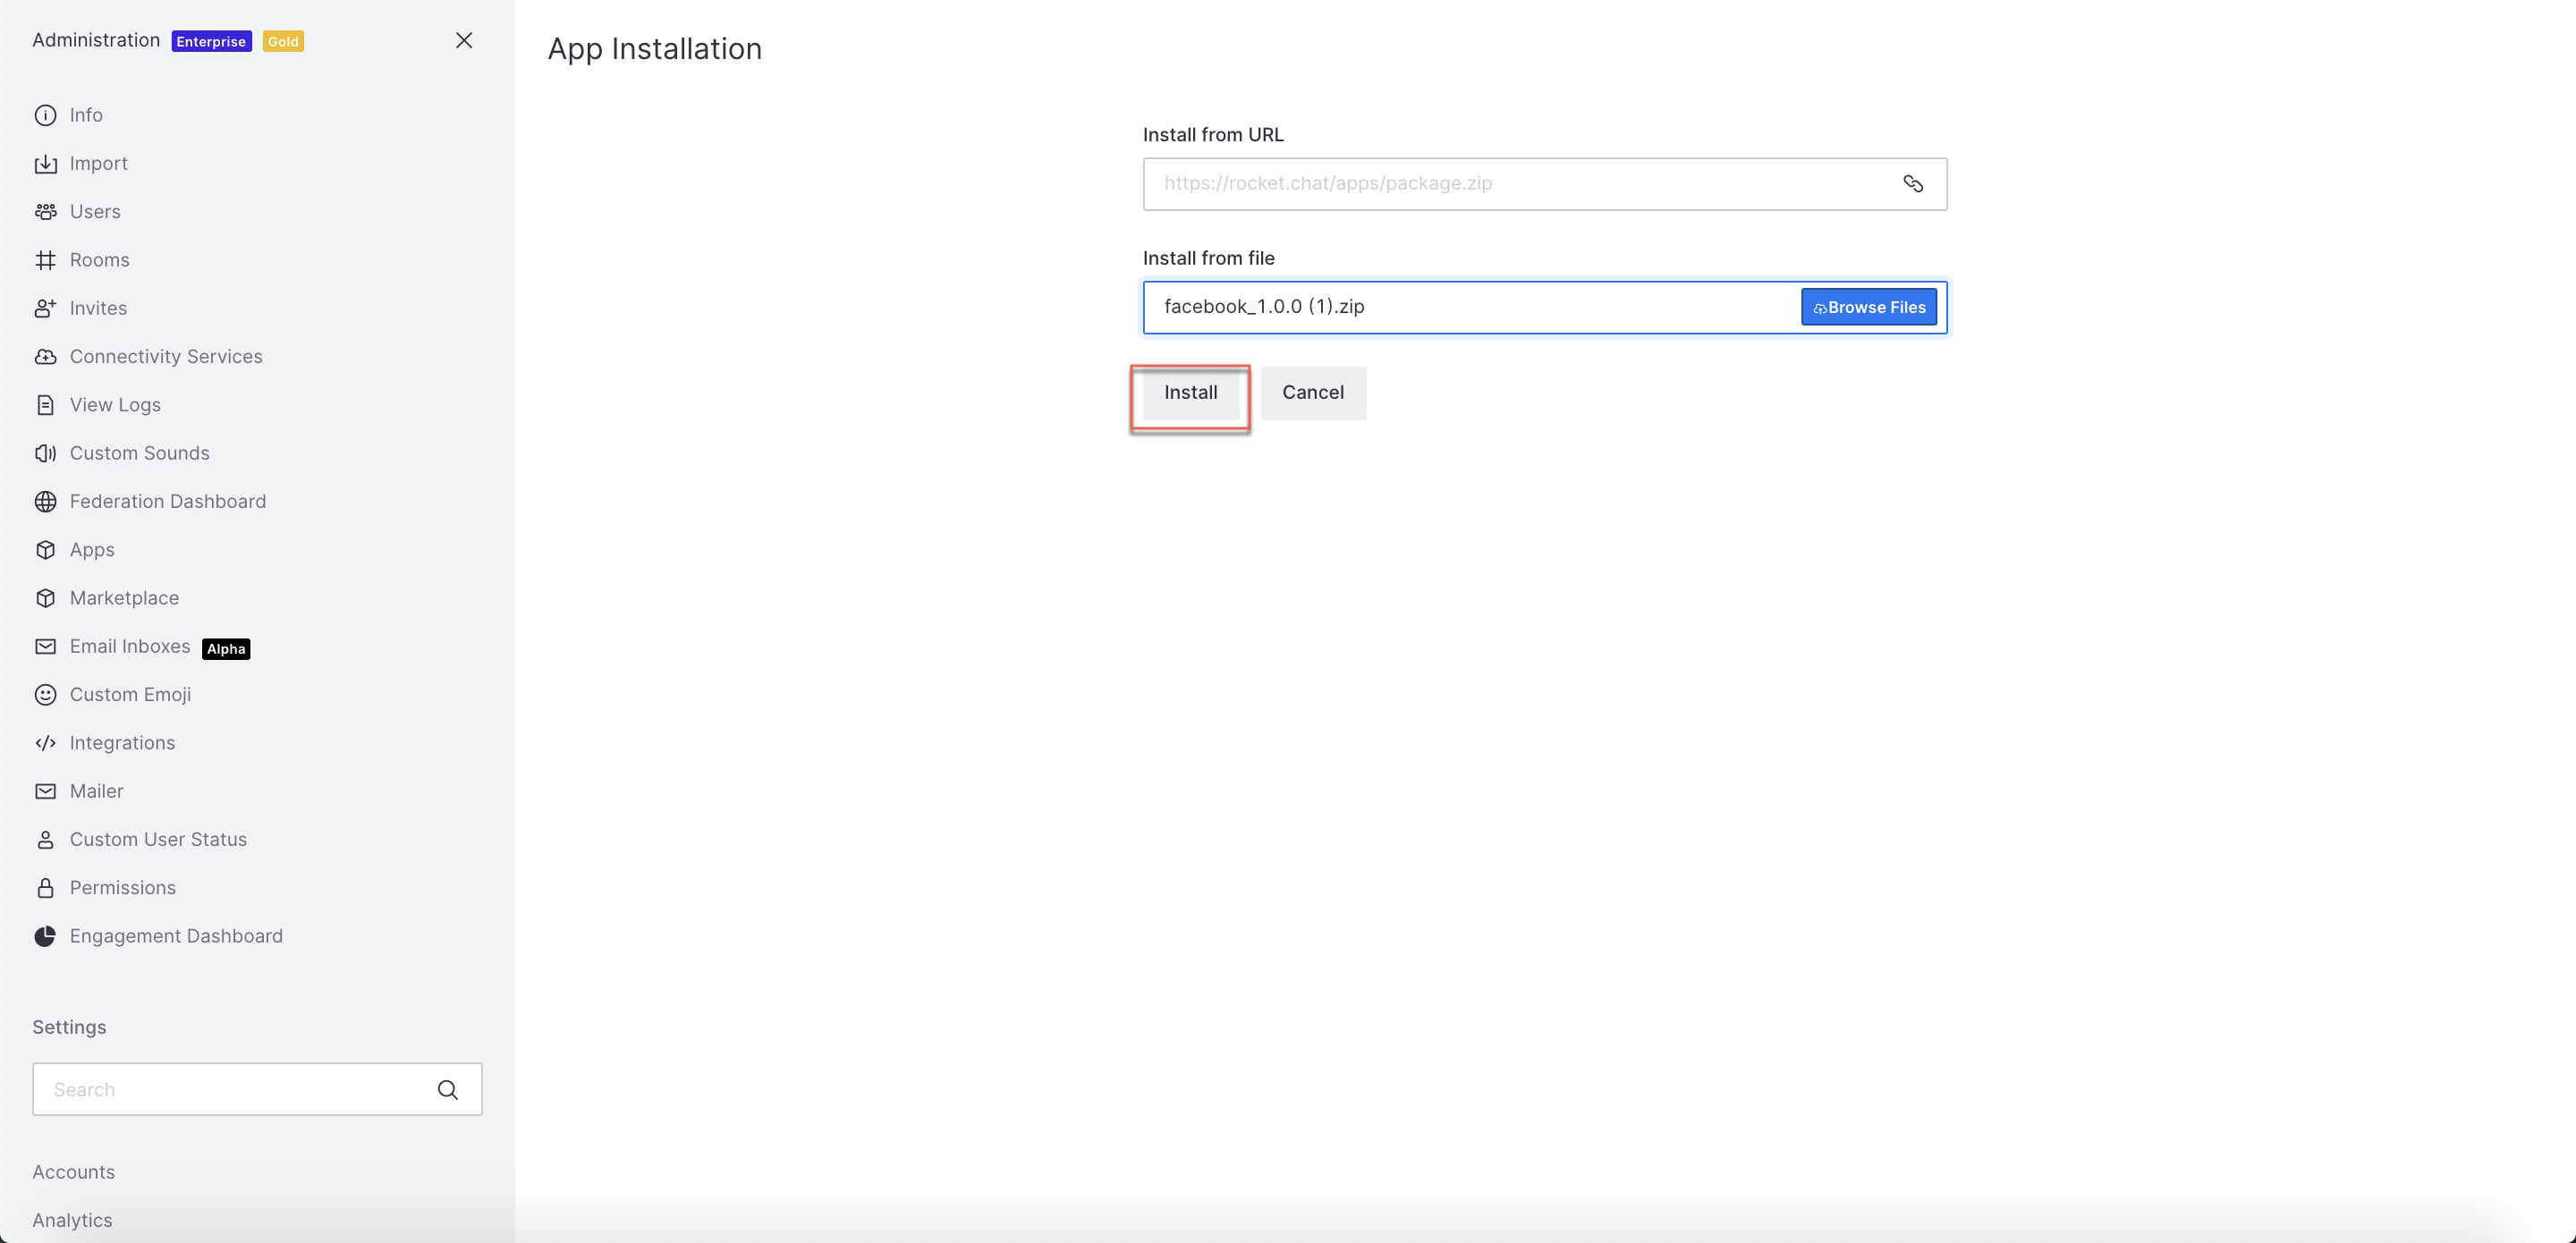 Administration Enterprise Gold
Info
Import
Users
Rooms
Invites
Connectivity Services
View Logs
Custom Sounds
Federation Dashboard
Apps
Marketplace
Email Inboxes Alpha
Custom Emoji
Integrations
Mailer
Custom User Status
Permissions
Engagement Dashboard
Settings
Search
Accounts
Analytics
App Installation
Install from URL
https://rocket.chat/apps/package.zip
Install from file
facebook_1.0.0 (1).zip Browse Files
Install Cancel